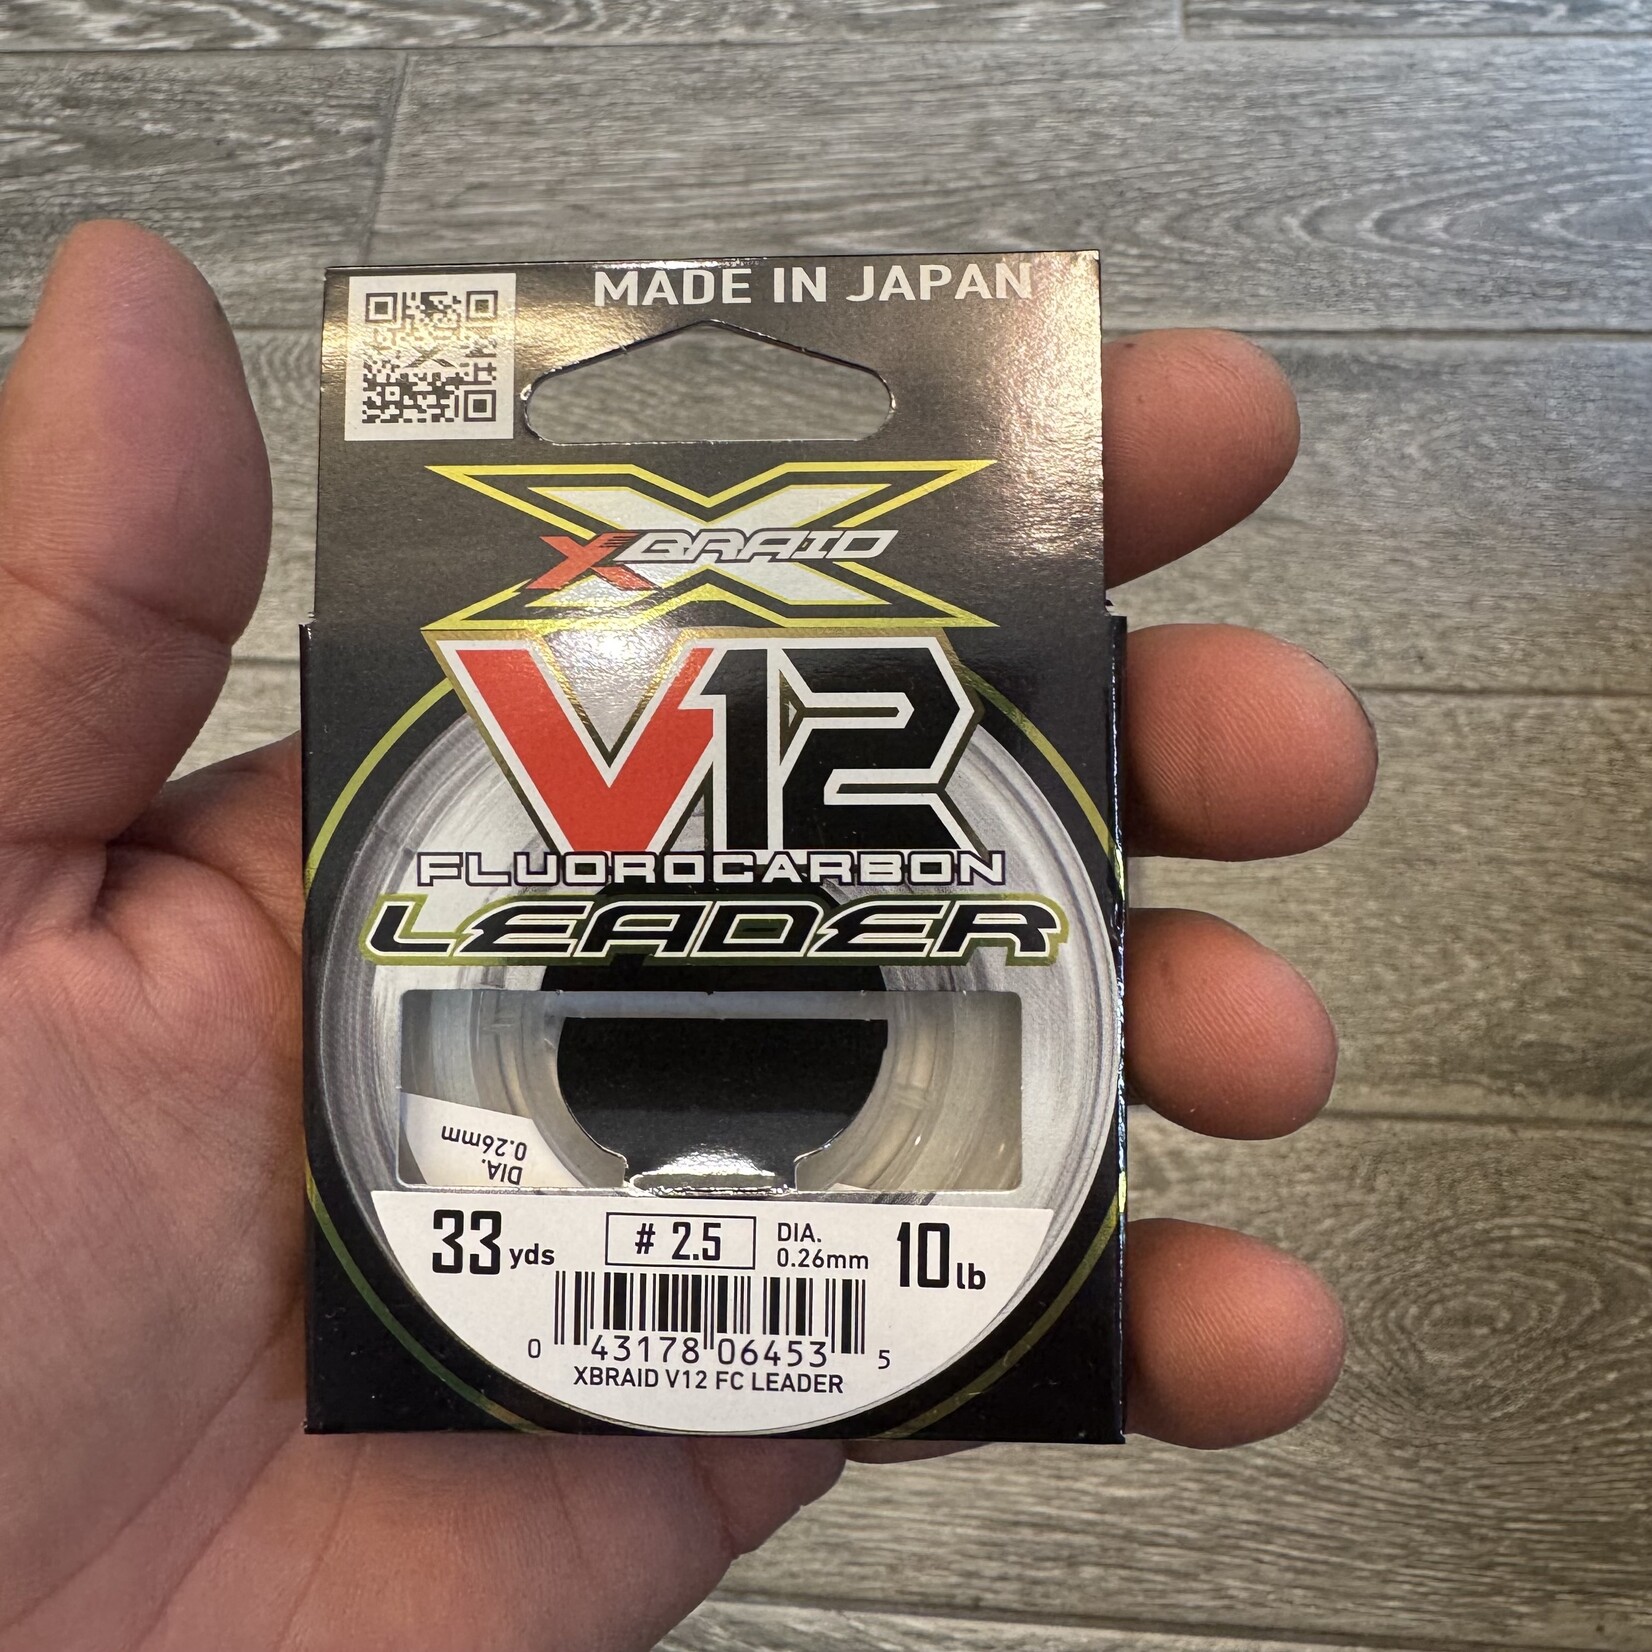 MADE IN JAPAN
XBRAID
V12
FLUOROCARBON
LEADER
DIA.
0.26mm
33 yds # 2.5 DIA. 0.26mm 10 lb
0 43178 06453 5
XBRAID V12 FC LEADER